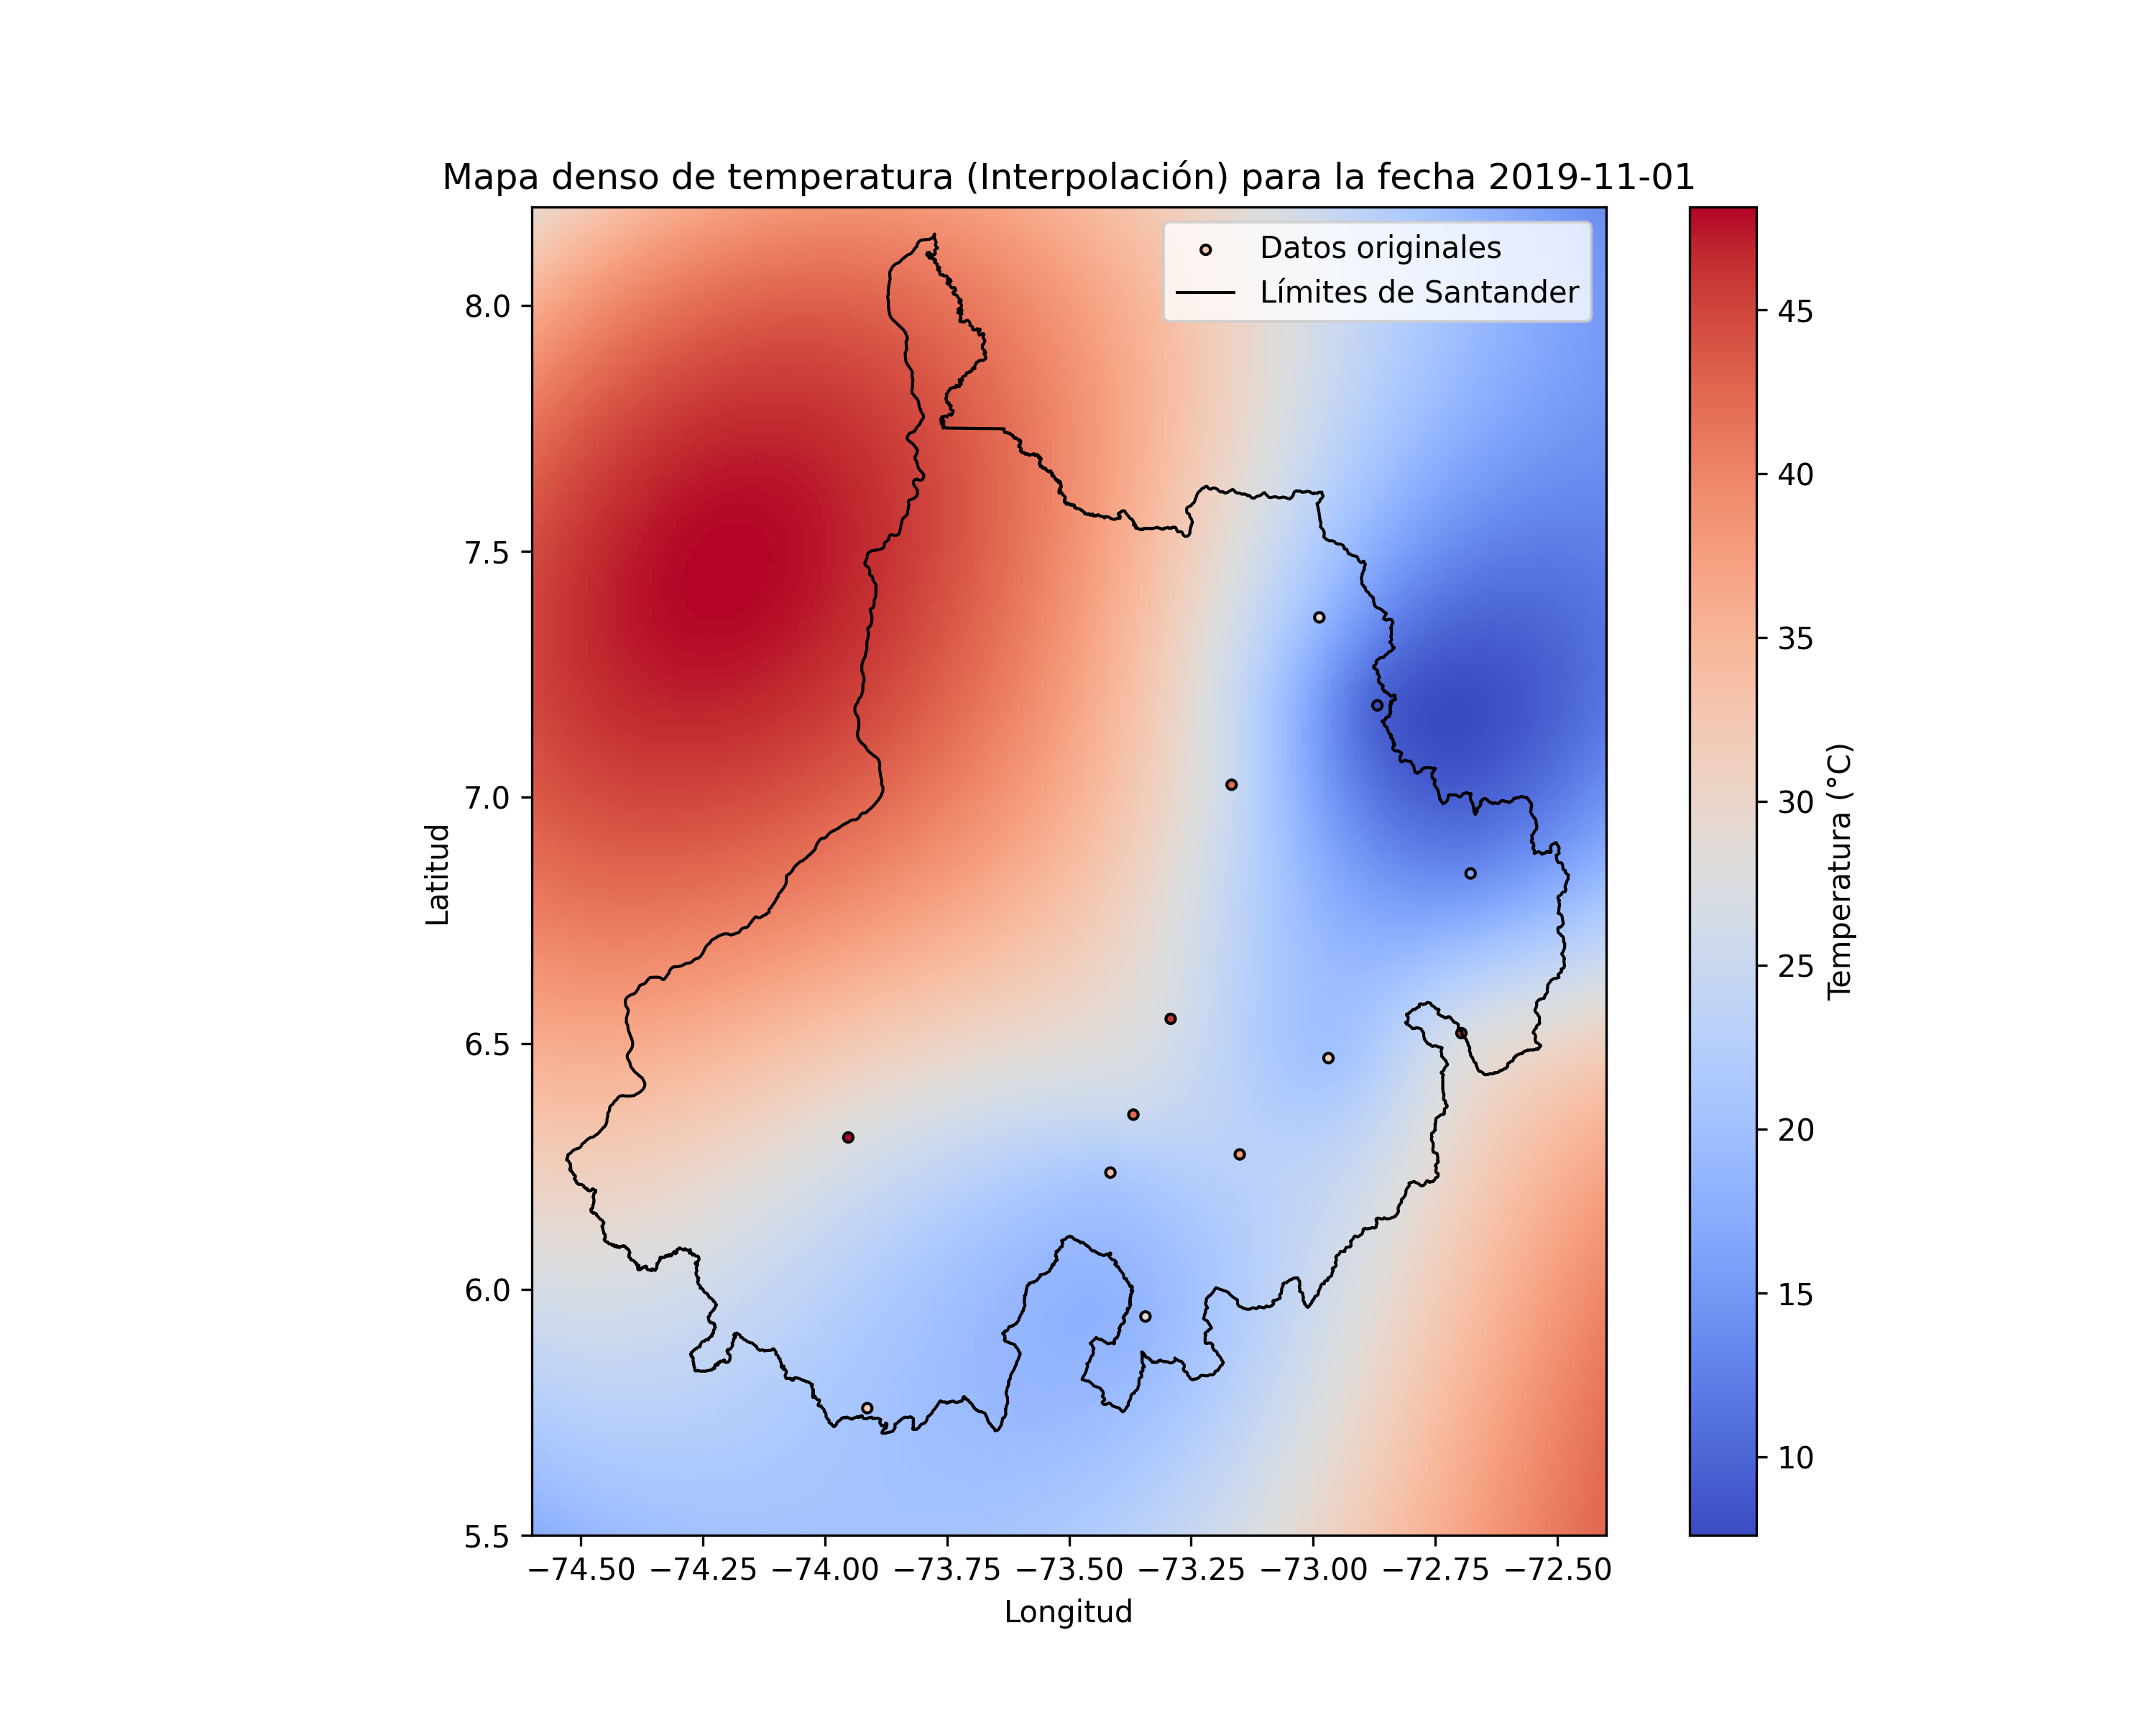 Mapa denso de temperatura (Interpolación) para la fecha 2019-11-01
Datos originales
Límites de Santander
8.0
7.5
7.0
6.5
6.0
5.5
Latitud
−74.50 −74.25 −74.00 −73.75 −73.50 −73.25 −73.00 −72.75 −72.50
Longitud
45
40
35
30
25
20
15
10
Temperatura (°C)